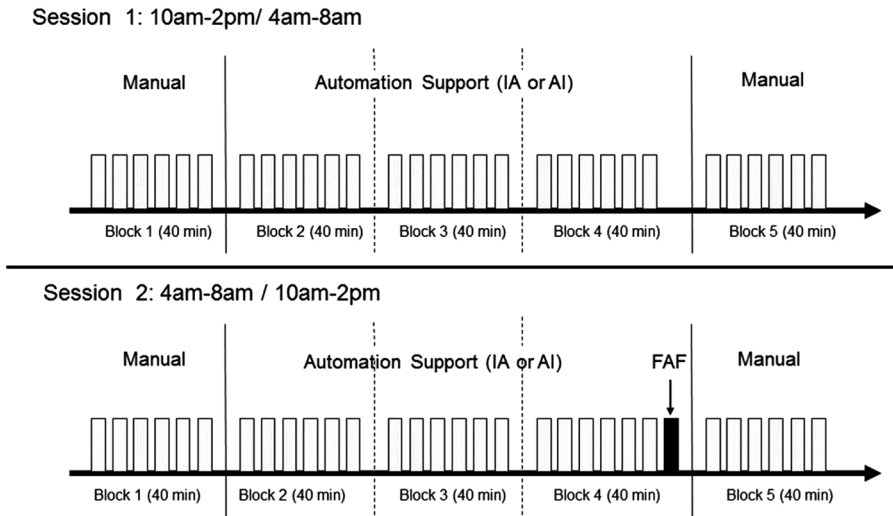 Session 1: 10am-2pm/ 4am-8am
Manual Automation Support (IA or AI) Manual
Block 1 (40 min) Block 2 (40 min) Block 3 (40 min) Block 4 (40 min) Block 5 (40 min)
Session 2: 4am-8am / 10am-2pm
Manual Automation Support (IA or AI) FAF Manual
Block 1 (40 min) Block 2 (40 min) Block 3 (40 min) Block 4 (40 min) Block 5 (40 min)